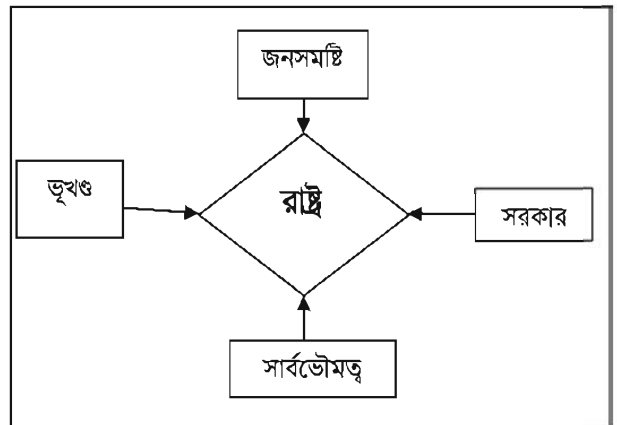 জনসমষ্টি
ভূখণ্ড
রাষ্ট্র
সরকার
সার্বভৌমত্ব